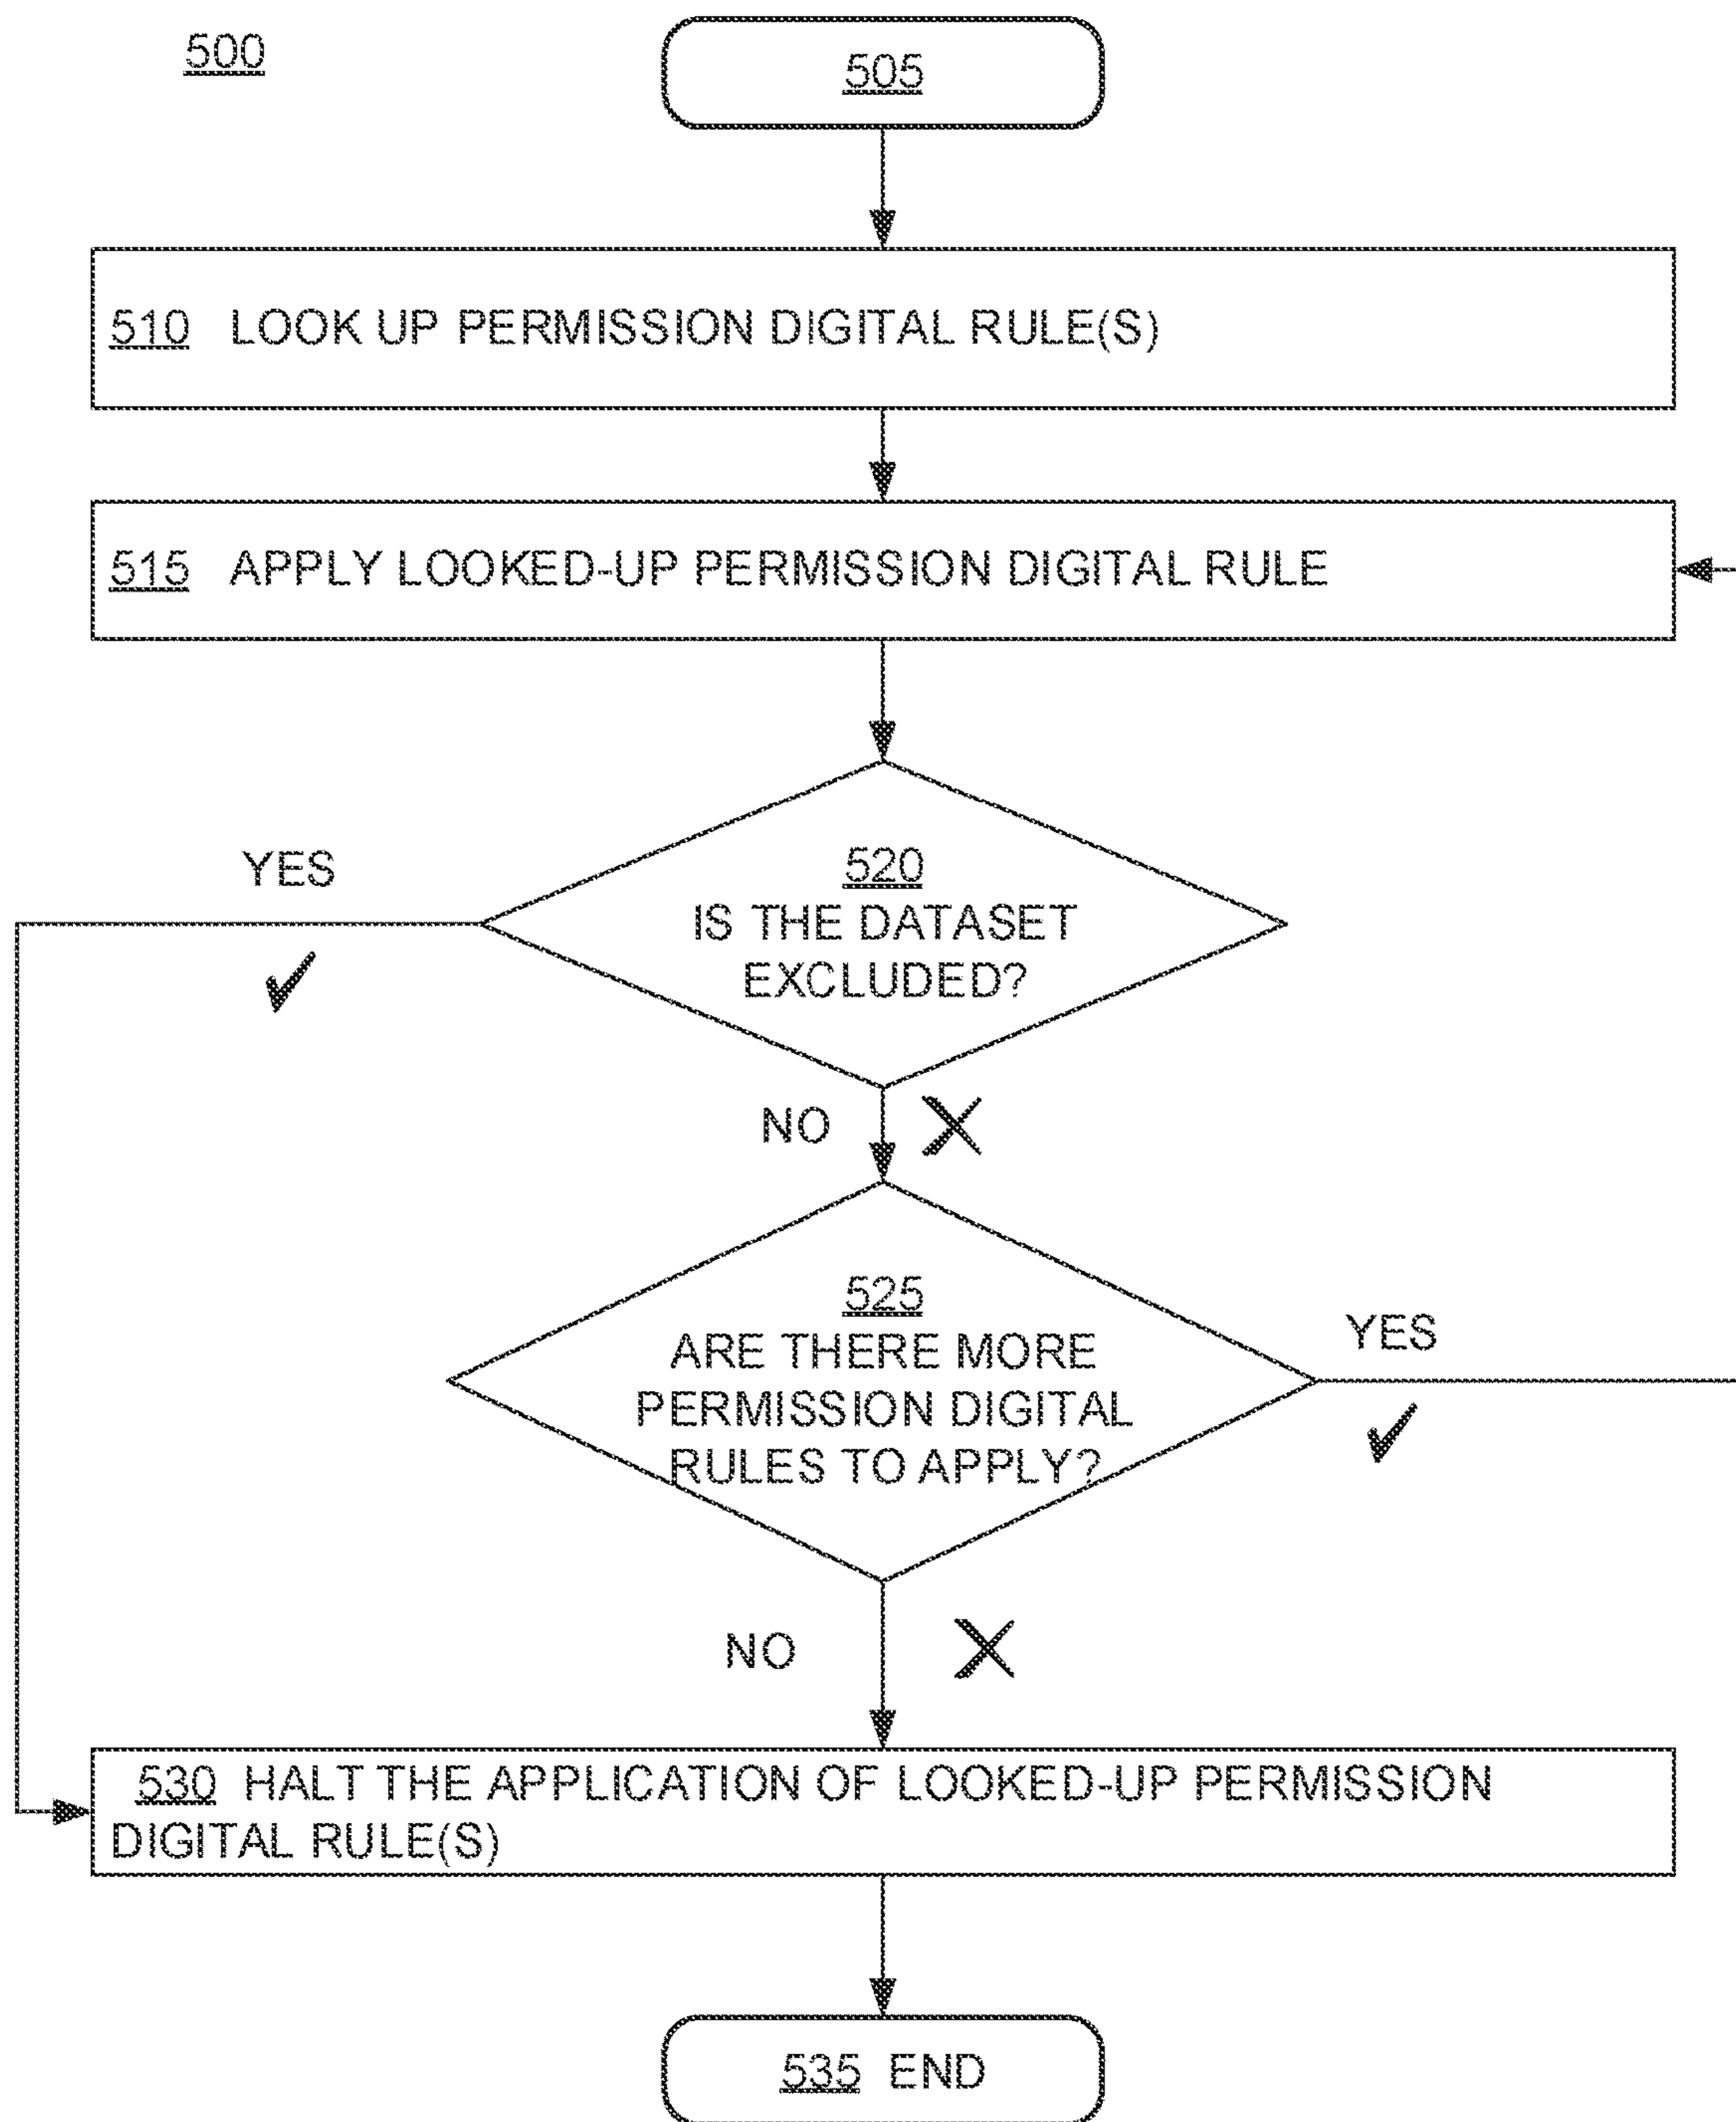 500
505
510 LOOK UP PERMISSION DIGITAL RULE(S)
515 APPLY LOOKED-UP PERMISSION DIGITAL RULE
520
IS THE DATASET
EXCLUDED?
YES
NO
525
ARE THERE MORE
PERMISSION DIGITAL
RULES TO APPLY?
YES
NO
530 HALT THE APPLICATION OF LOOKED-UP PERMISSION
DIGITAL RULE(S)
535 END